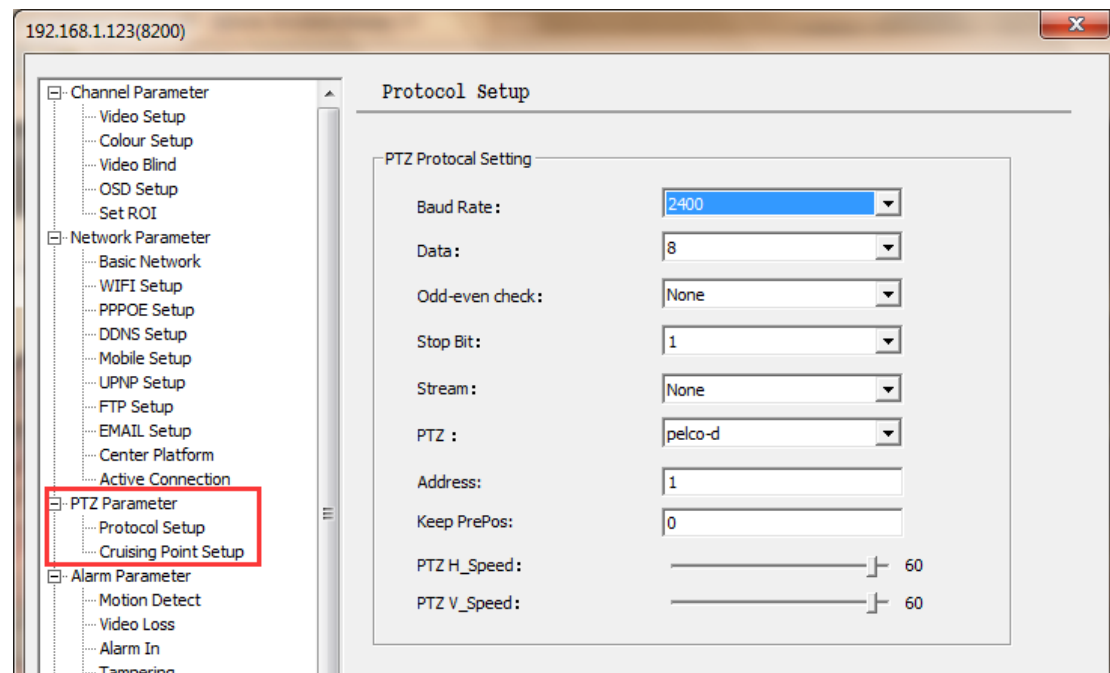 192.168.1.123(8200)
Channel Parameter
Video Setup
Colour Setup
Video Blind
OSD Setup
Set ROI
Network Parameter
Basic Network
WIFI Setup
PPPOE Setup
DDNS Setup
Mobile Setup
UPNP Setup
FTP Setup
EMAIL Setup
Center Platform
Active Connection
PTZ Parameter
Protocol Setup
Cruising Point Setup
Alarm Parameter
Motion Detect
Video Loss
Alarm In
Tampering
Protocol Setup
PTZ Protocal Setting
Baud Rate: 2400
Data: 8
Odd-even check: None
Stop Bit: 1
Stream: None
PTZ : pelco-d
Address: 1
Keep PrePos: 0
PTZ H_Speed: 60
PTZ V_Speed: 60